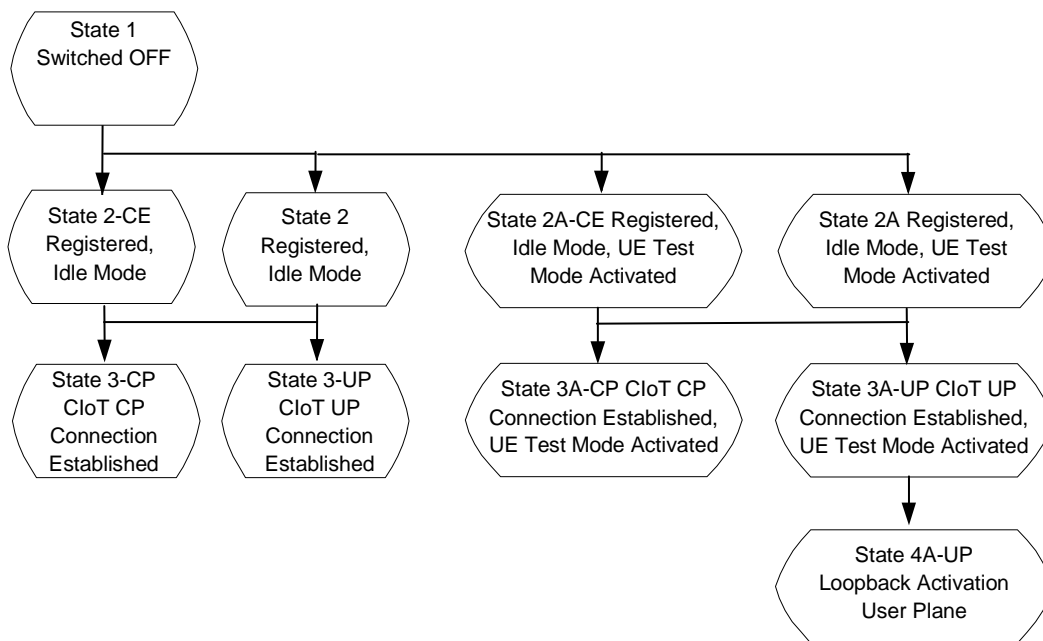 State 1
Switched OFF
State 2-CE
Registered,
Idle Mode
State 2
Registered,
Idle Mode
State 2A-CE Registered,
Idle Mode, UE Test
Mode Activated
State 2A Registered,
Idle Mode, UE Test
Mode Activated
State 3-CP
CIoT CP
Connection
Established
State 3-UP
CIoT UP
Connection
Established
State 3A-CP CIoT CP
Connection Established,
UE Test Mode Activated
State 3A-UP CIoT UP
Connection Established,
UE Test Mode Activated
State 4A-UP
Loopback Activation
User Plane